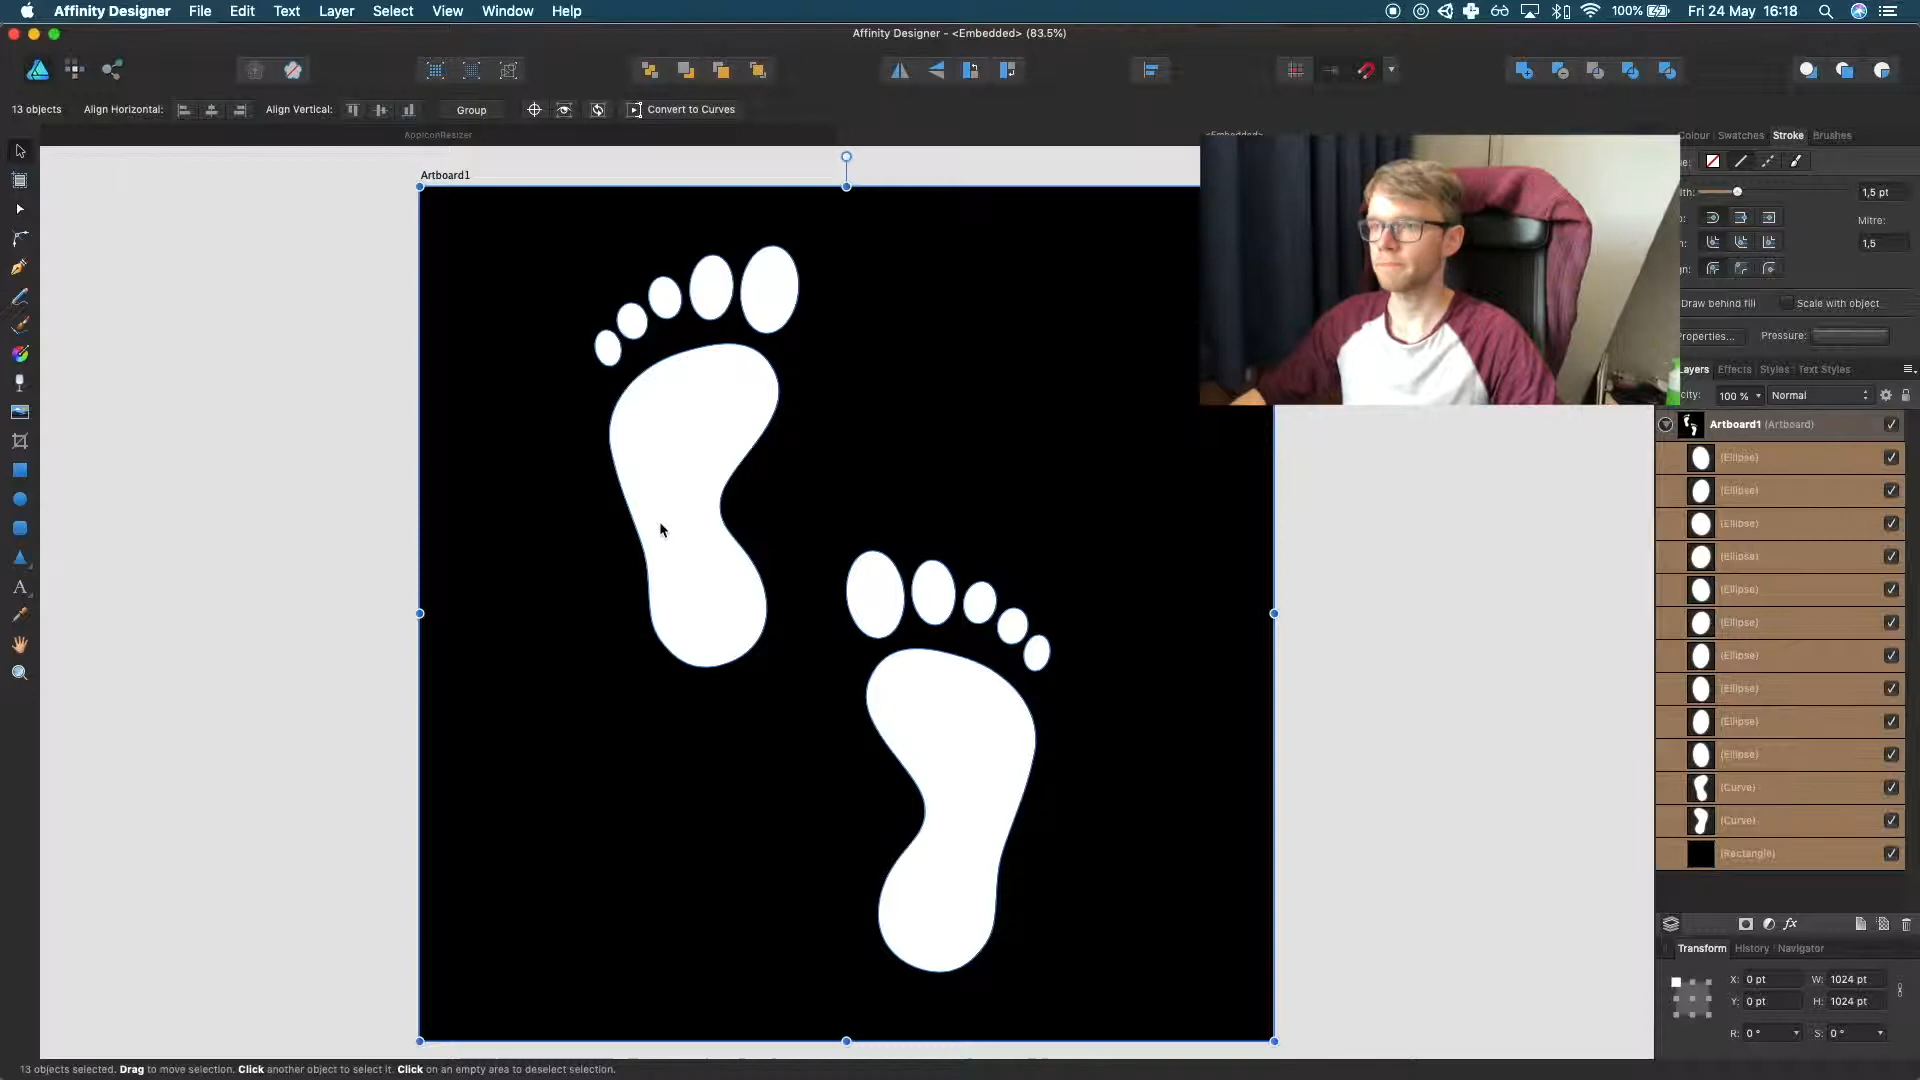 Affinity Designer File Edit Text Layer Select View Window Help 100% Fri 24 May 16:18
Affinity Designer - <Embedded> (83.5%)
13 objects Align Horizontal: Align Vertical: Group Convert to Curves
AppIconResizer <Embedded>
Colour Swatches Stroke Brushes
Artboard1
1,5 pt
Mitre:
1,5
Draw behind fill Scale with object
Properties... Pressure:
Layers Effects Styles Text Styles
100 % Normal
Artboard1 (Artboard)
(Ellipse)
(Ellipse)
(Ellipse)
(Ellipse)
(Ellipse)
(Ellipse)
(Ellipse)
(Ellipse)
(Ellipse)
(Ellipse)
(Curve)
(Curve)
(Rectangle)
fx
Transform History Navigator
X: 0 pt W: 1024 pt
Y: 0 pt H: 1024 pt
R: 0 ° S: 0 °
13 objects selected. Drag to move selection. Click another object to select it. Click on an empty area to deselect selection.